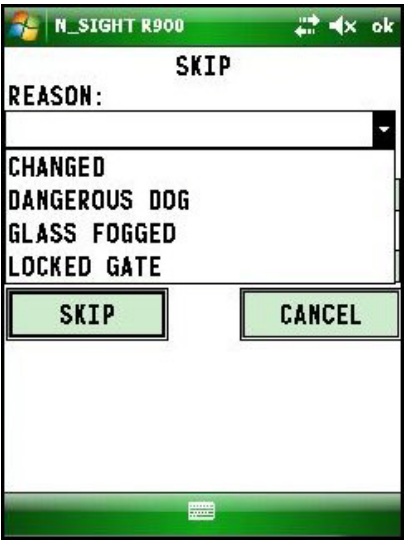 N_SIGHT R900
ok
SKIP
REASON:
CHANGED
DANGEROUS DOG
GLASS FOGGED
LOCKED GATE
SKIP
CANCEL